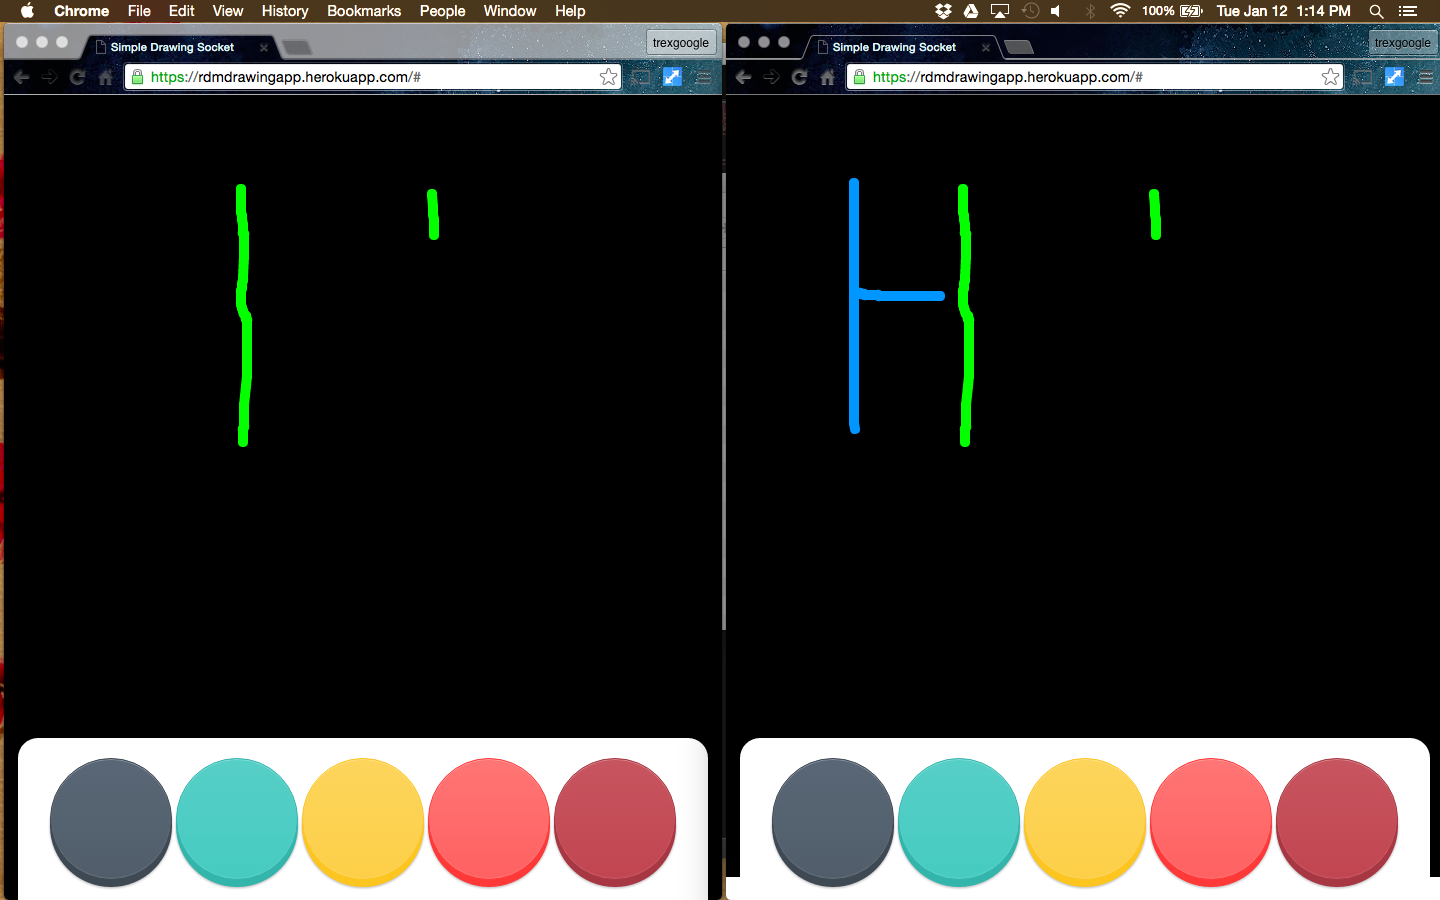 Chrome File Edit View History Bookmarks People Window Help 100% Tue Jan 12 1:14 PM
Simple Drawing Socket trexgoogle
https://rdmdrawingapp.herokuapp.com/#
Simple Drawing Socket trexgoogle
https://rdmdrawingapp.herokuapp.com/#